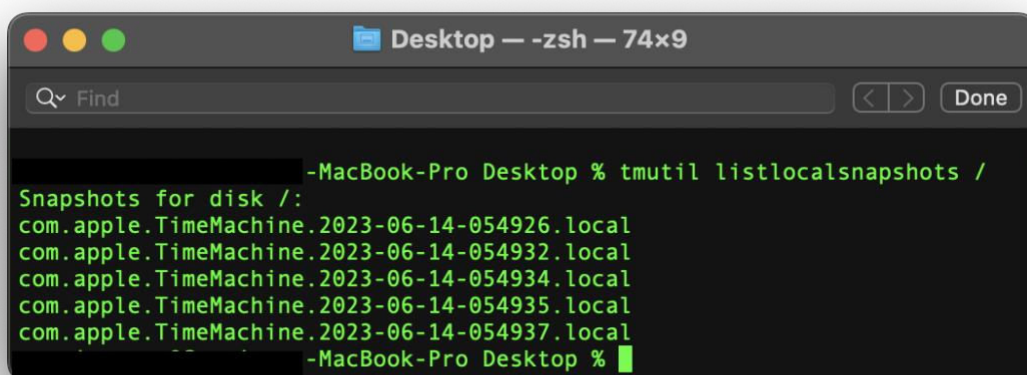 Desktop — -zsh — 74×9
Find
Done
-MacBook-Pro Desktop % tmutil listlocalsnapshots /
Snapshots for disk /:
com.apple.TimeMachine.2023-06-14-054926.local
com.apple.TimeMachine.2023-06-14-054932.local
com.apple.TimeMachine.2023-06-14-054934.local
com.apple.TimeMachine.2023-06-14-054935.local
com.apple.TimeMachine.2023-06-14-054937.local
-MacBook-Pro Desktop %